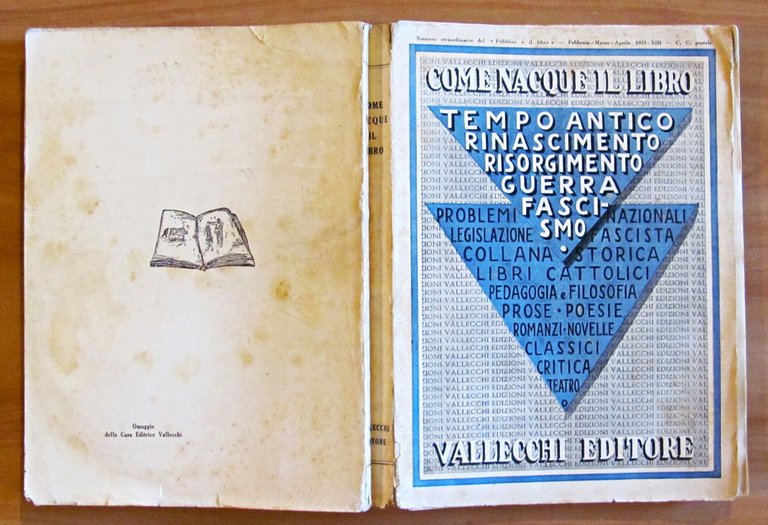 Omaggio
della Casa Editrice Vallecchi
COME
NACQUE
IL
LIBRO
VALLECCHI
EDITORE
Numero straordinario del « Pubblico e il libro » — Febbraio-Marzo-Aprile 1935-XIII — C. C. postale
COME NACQUE IL LIBRO
TEMPO ANTICO
RINASCIMENTO
RISORGIMENTO
GUERRA
FASCI-
SMO
PROBLEMI NAZIONALI
LEGISLAZIONE FASCISTA
COLLANA STORICA
LIBRI CATTOLICI
PEDAGOGIA e FILOSOFIA
PROSE • POESIE
ROMANZI • NOVELLE
CLASSICI
CRITICA
TEATRO
VALLECCHI EDITORE